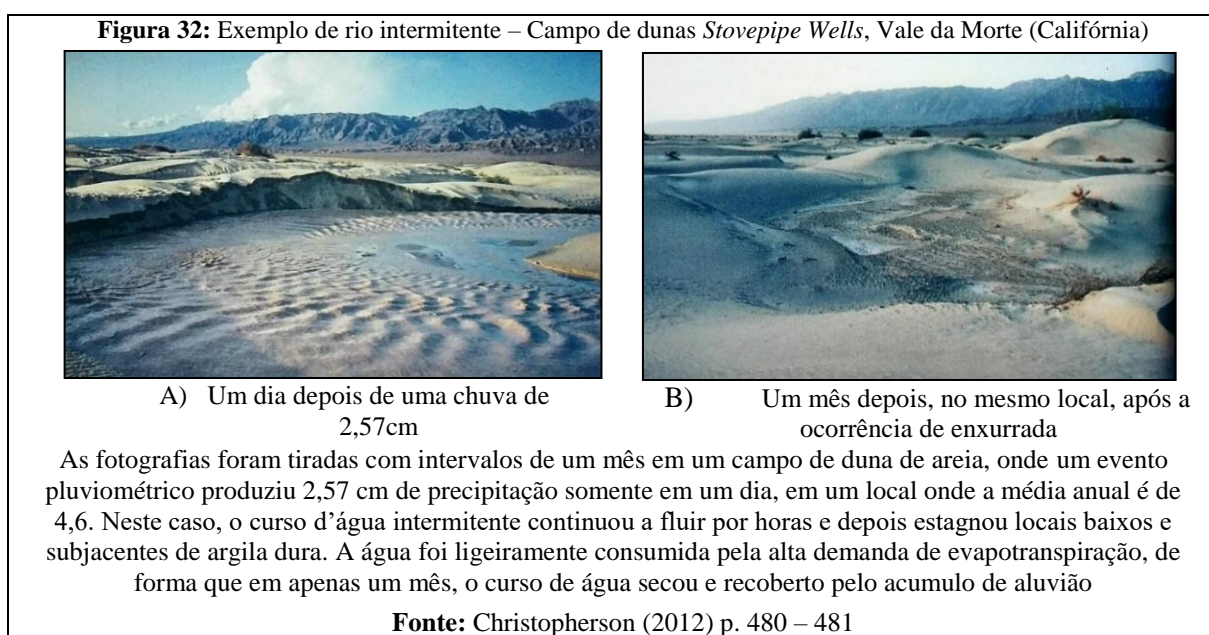 Figura 32: Exemplo de rio intermitente – Campo de dunas Stovepipe Wells, Vale da Morte (Califórnia)
A) Um dia depois de uma chuva de
2,57cm
B) Um mês depois, no mesmo local, após a
ocorrência de enxurrada
As fotografias foram tiradas com intervalos de um mês em um campo de duna de areia, onde um evento
pluviométrico produziu 2,57 cm de precipitação somente em um dia, em um local onde a média anual é de
4,6. Neste caso, o curso d’água intermitente continuou a fluir por horas e depois estagnou locais baixos e
subjacentes de argila dura. A água foi ligeiramente consumida pela alta demanda de evapotranspiração, de
forma que em apenas um mês, o curso de água secou e recoberto pelo acumulo de aluvião
Fonte: Christopherson (2012) p. 480 – 481